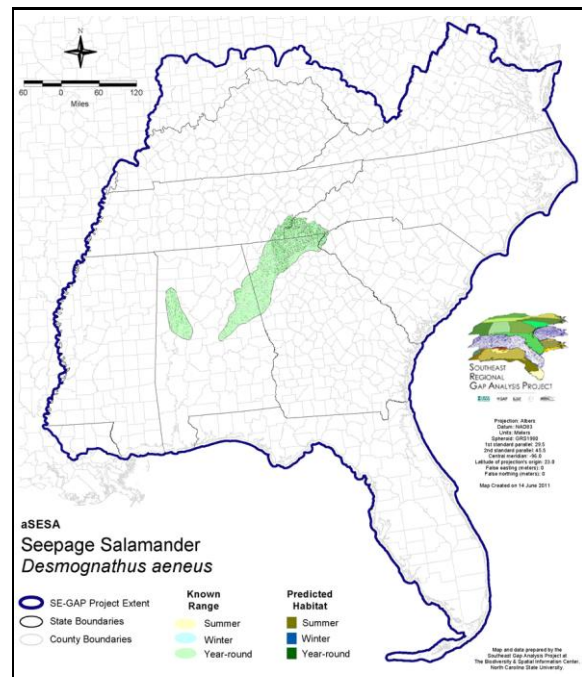 N
60 0 60 120
Miles
SOUTHEAST
REGIONAL
GAP ANALYSIS PROJECT
Projection: Albers
Datum: NAD83
Units: Meters
Spheroid: GRS1980
1st standard parallel: 29.5
2nd standard parallel: 45.5
Central meridian: -96.0
Latitude of projection's origin: 23.0
False easting (meters): 0
False northing (meters): 0
Map Created on 14 June 2011
aSESA
Seepage Salamander
Desmognathus aeneus
SE-GAP Project Extent
State Boundaries
County Boundaries
Known
Range
Summer
Winter
Year-round
Predicted
Habitat
Summer
Winter
Year-round
Map and data prepared by the
Southeast Gap Analysis Project at
The Biodiversity & Spatial Information Center,
North Carolina State University.